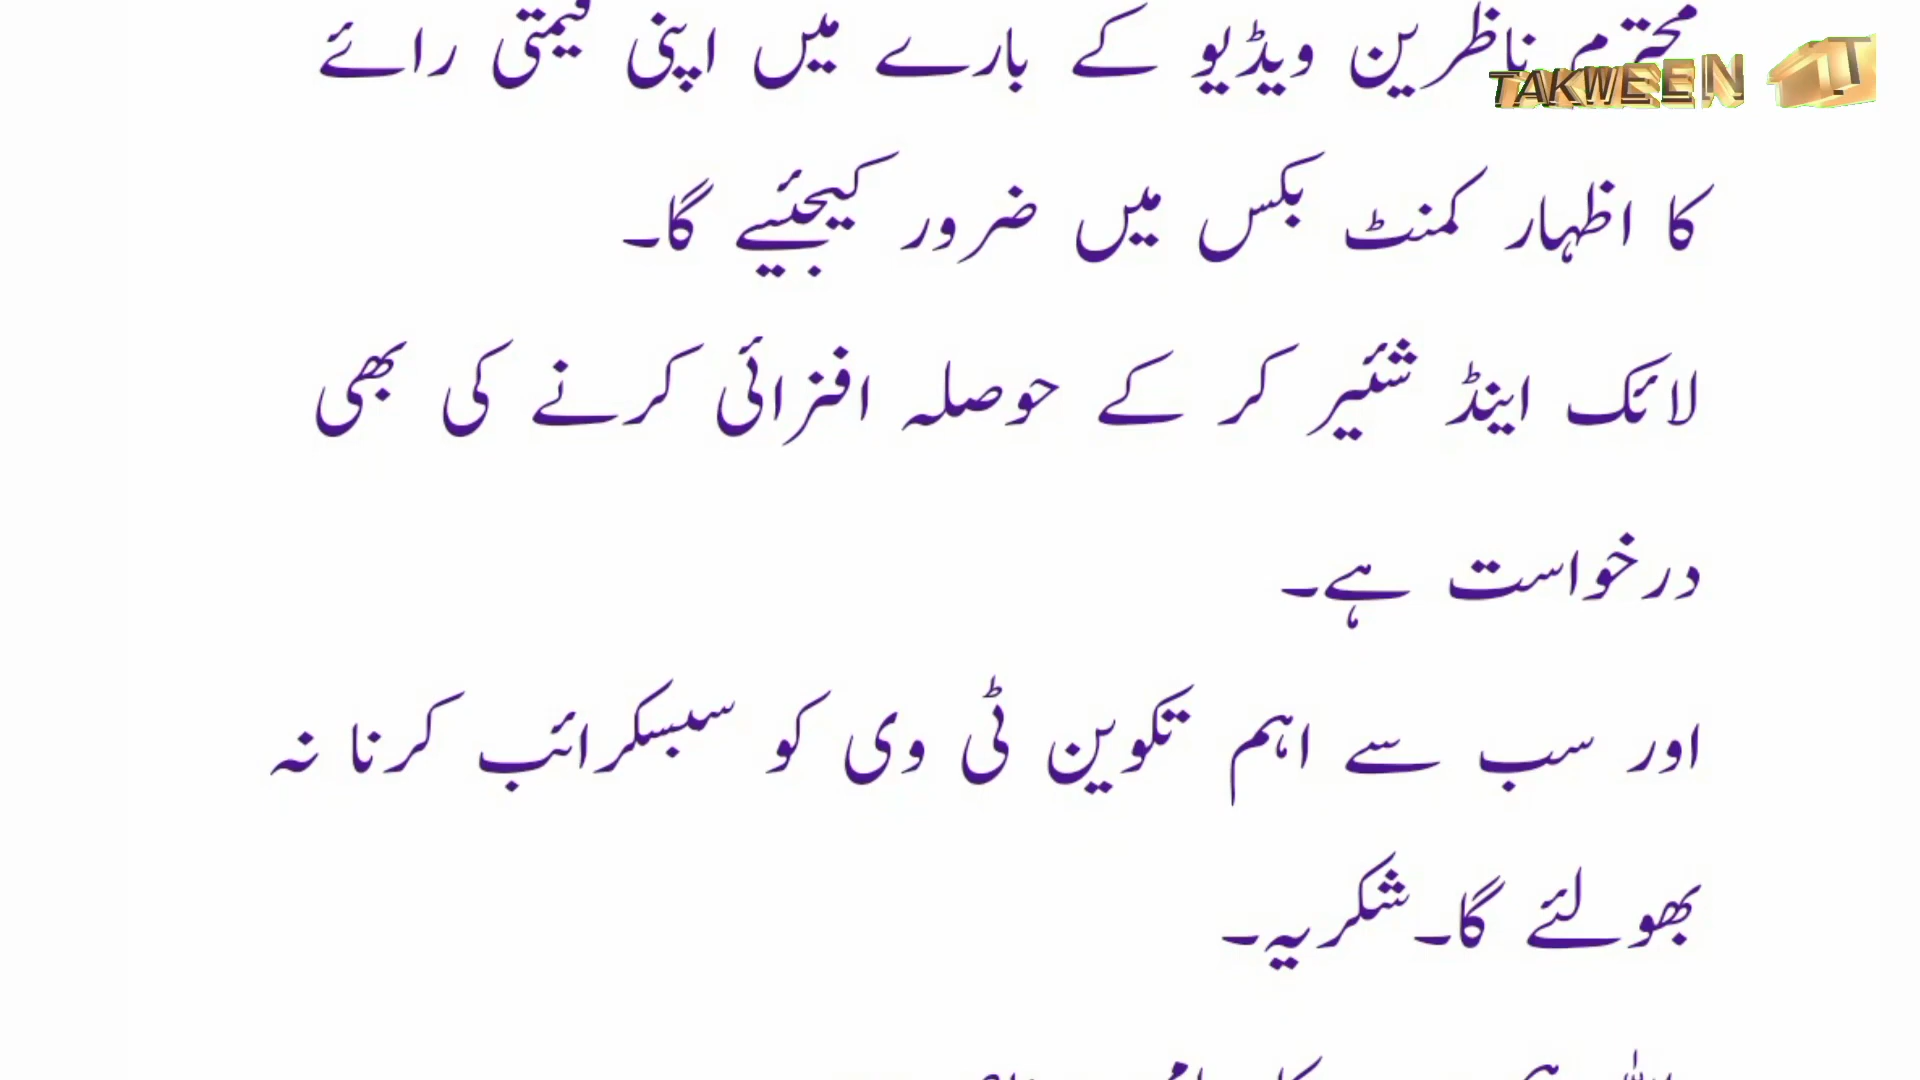 محترم ناظرین ویڈیو کے بارے میں اپنی قیمتی رائے
TAKWEEN
کا اظہار کمنٹ بکس میں ضرور کیجئیے گا۔
لائک اینڈ شئیر کر کے حوصلہ افزائی کرنے کی بھی
درخواست ہے۔
اور سب سے اہم تکوین ٹی وی کو سبسکرائب کرنا نہ
بھولئے گا۔شکریہ۔